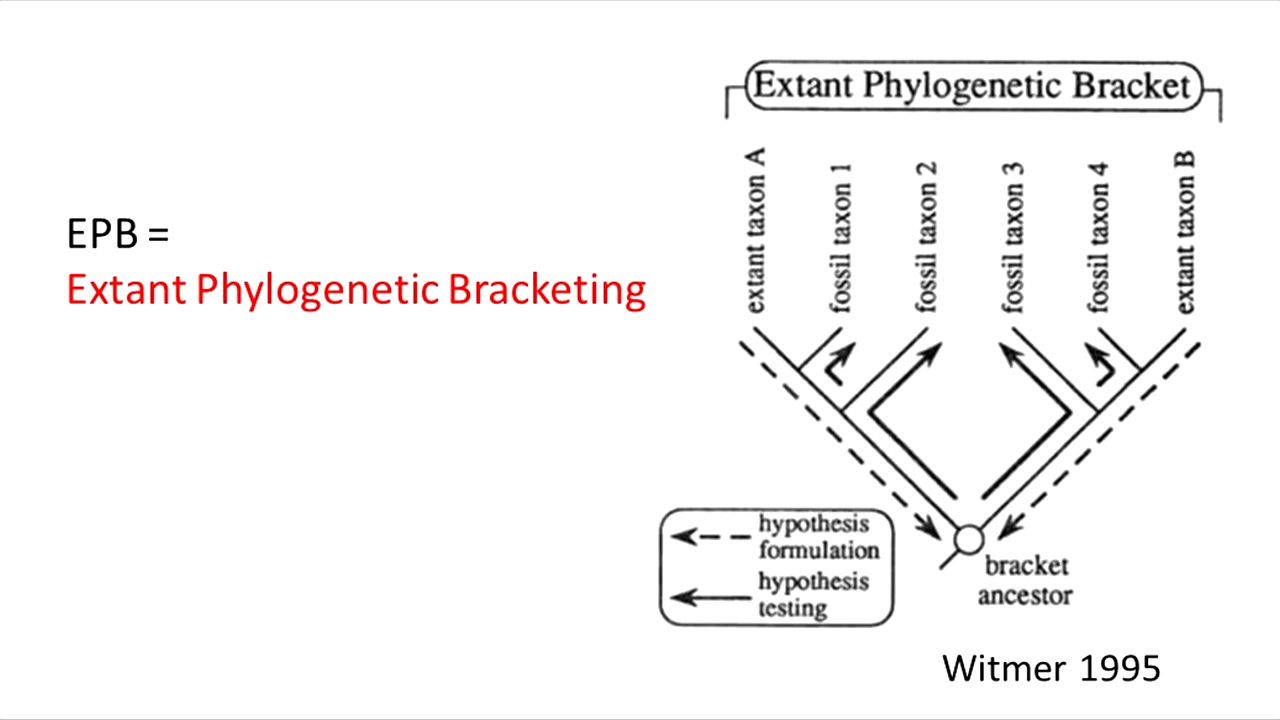 EPB =
Extant Phylogenetic Bracketing
Extant Phylogenetic Bracket
extant taxon A
fossil taxon 1
fossil taxon 2
fossil taxon 3
fossil taxon 4
extant taxon B
hypothesis
formulation
hypothesis
testing
bracket
ancestor
Witmer 1995